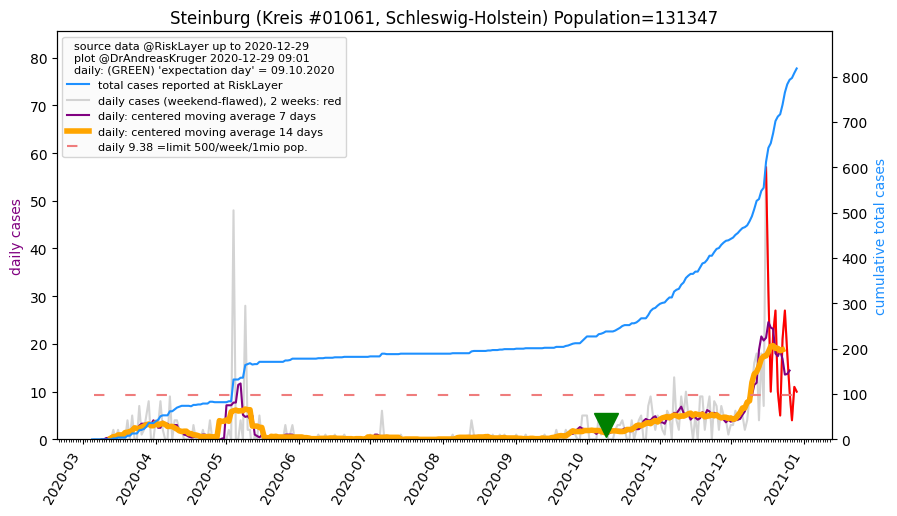 Steinburg (Kreis #01061, Schleswig-Holstein) Population=131347
source data @RiskLayer up to 2020-12-29
plot @DrAndreasKruger 2020-12-29 09:01
daily: (GREEN) 'expectation day' = 09.10.2020
total cases reported at RiskLayer
daily cases (weekend-flawed), 2 weeks: red
daily: centered moving average 7 days
daily: centered moving average 14 days
daily 9.38 =limit 500/week/1mio pop.
daily cases
80
70
60
50
40
30
20
10
0
cumulative total cases
800
700
600
500
400
300
200
100
0
2020-03
2020-04
2020-05
2020-06
2020-07
2020-08
2020-09
2020-10
2020-11
2020-12
2021-01